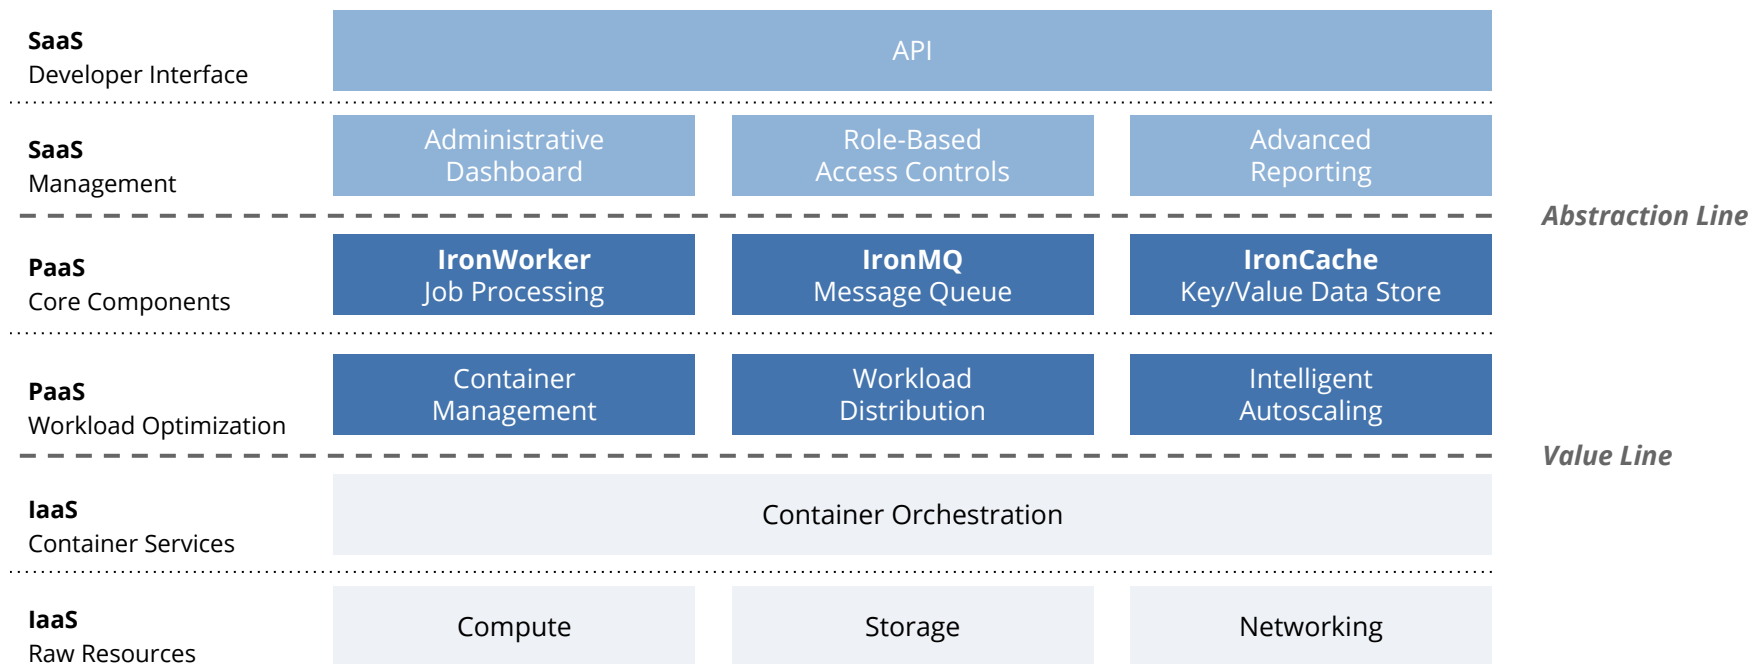 SaaS
Developer Interface
API
SaaS
Management
Administrative
Dashboard
Role-Based
Access Controls
Advanced
Reporting
Abstraction Line
PaaS
Core Components
IronWorker
Job Processing
IronMQ
Message Queue
IronCache
Key/Value Data Store
PaaS
Workload Optimization
Container
Management
Workload
Distribution
Intelligent
Autoscaling
Value Line
IaaS
Container Services
Container Orchestration
IaaS
Raw Resources
Compute
Storage
Networking